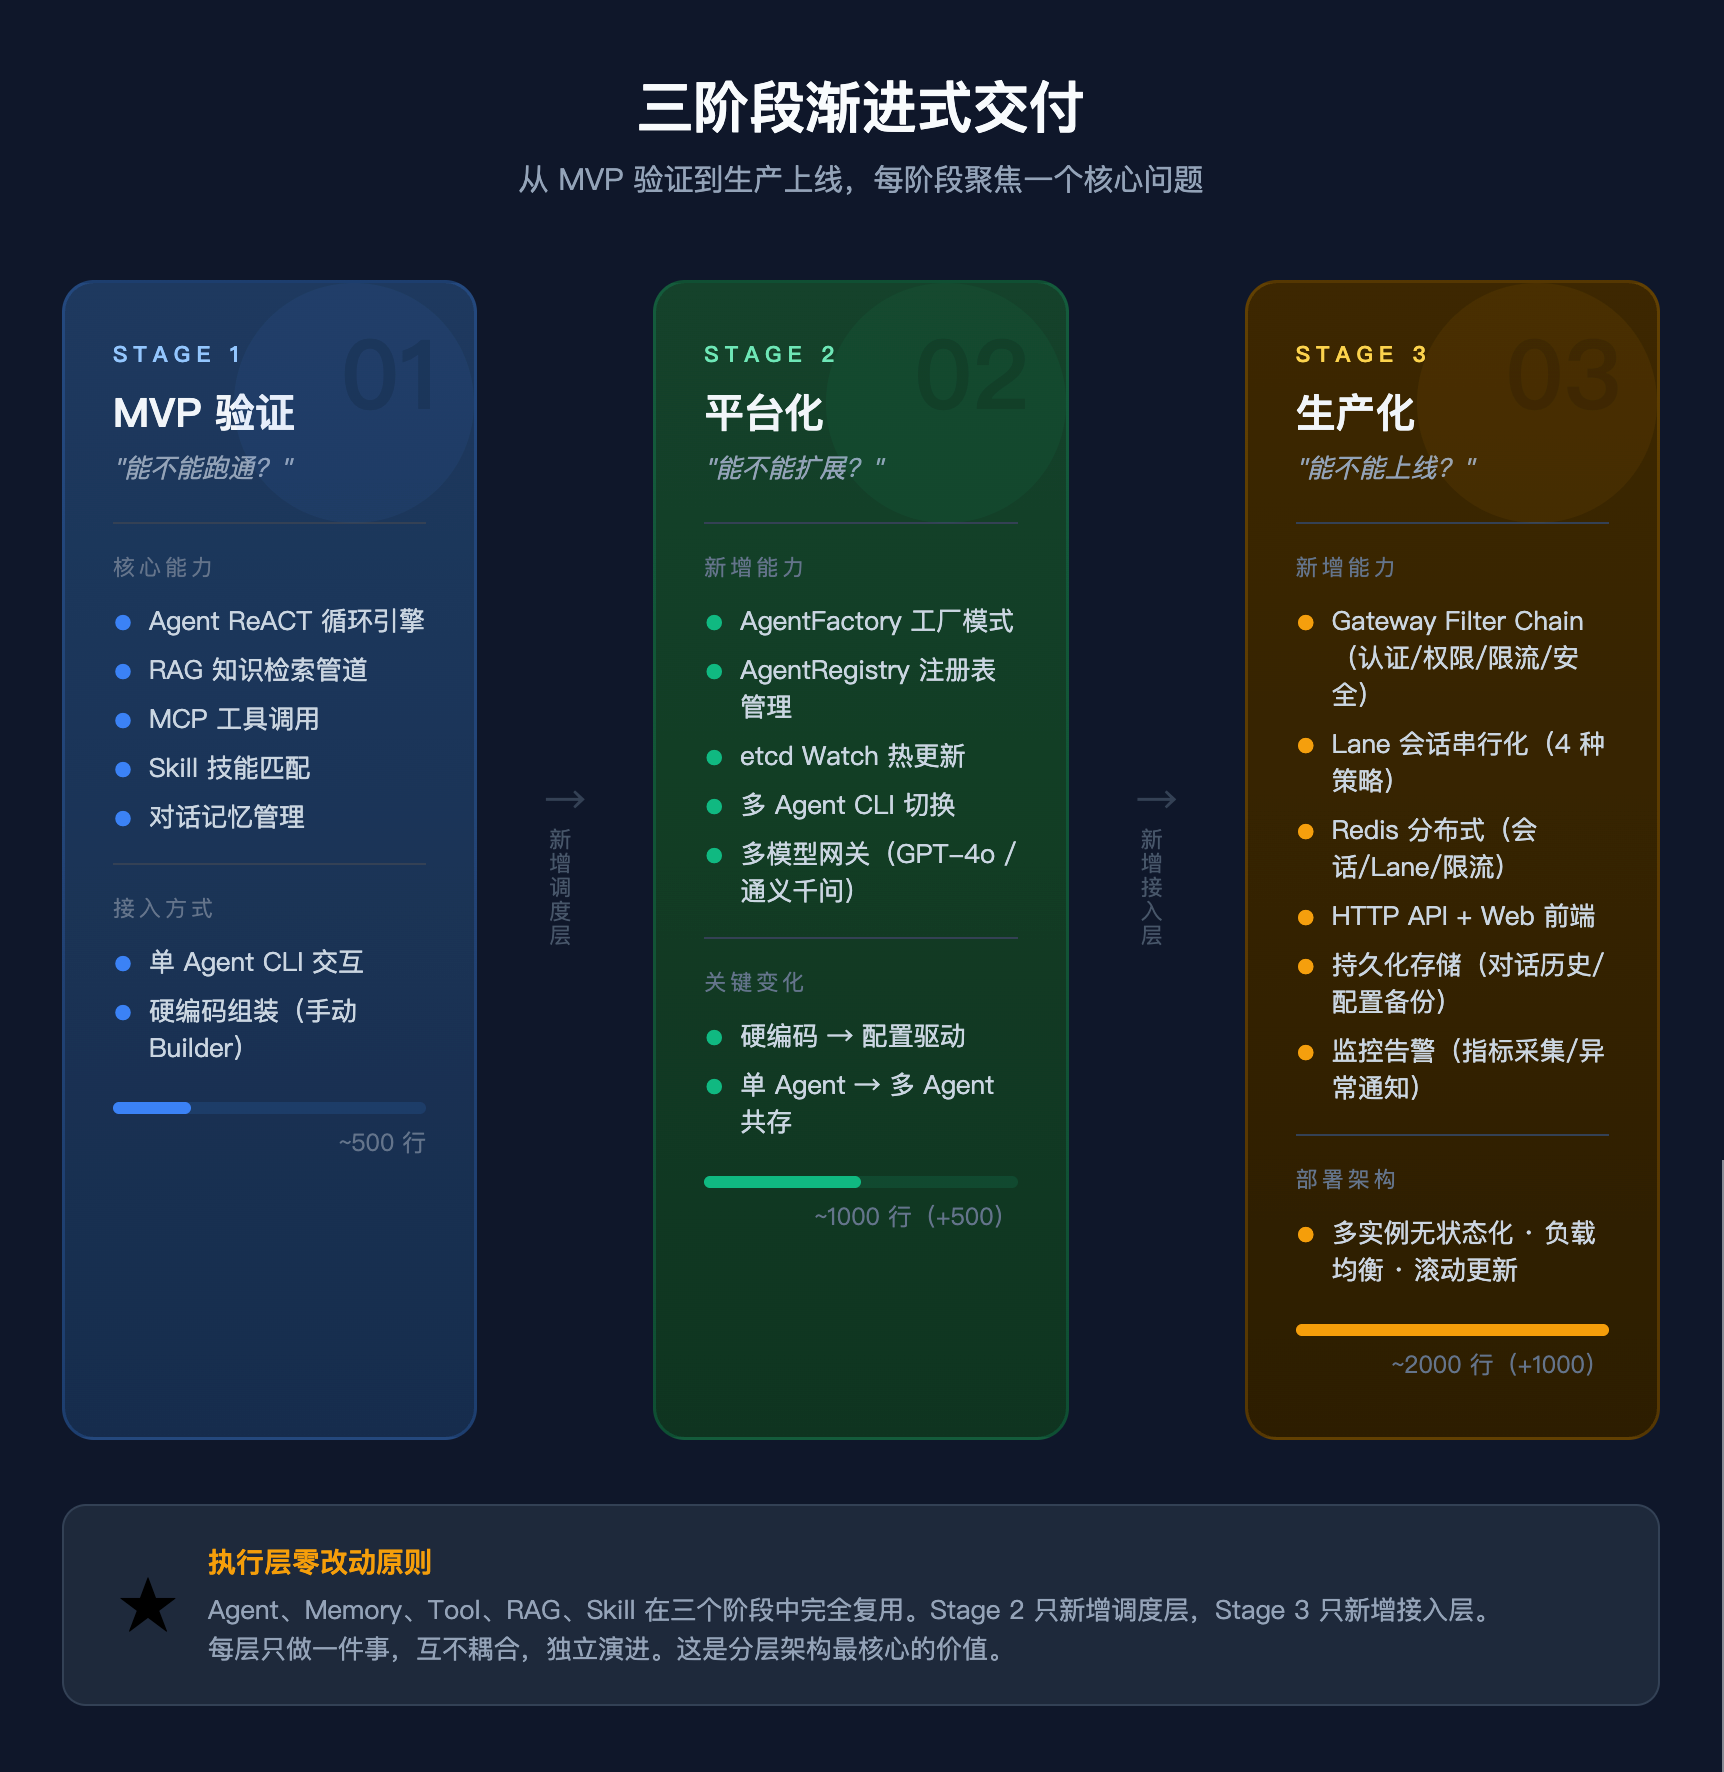 三阶段渐进式交付
从 MVP 验证到生产上线，每阶段聚焦一个核心问题
STAGE 1
01
MVP 验证
"能不能跑通？"
核心能力
Agent ReACT 循环引擎
RAG 知识检索管道
MCP 工具调用
Skill 技能匹配
对话记忆管理
接入方式
单 Agent CLI 交互
硬编码组装（手动
Builder）
~500 行
→
新增调度层
STAGE 2
02
平台化
"能不能扩展？"
新增能力
AgentFactory 工厂模式
AgentRegistry 注册表
管理
etcd Watch 热更新
多 Agent CLI 切换
多模型网关（GPT-4o /
通义千问）
关键变化
硬编码 → 配置驱动
单 Agent → 多 Agent
共存
~1000 行（+500）
→
新增接入层
STAGE 3
03
生产化
"能不能上线？"
新增能力
Gateway Filter Chain
（认证/权限/限流/安
全）
Lane 会话串行化（4 种
策略）
Redis 分布式（会
话/Lane/限流）
HTTP API + Web 前端
持久化存储（对话历史/
配置备份）
监控告警（指标采集/异
常通知）
部署架构
多实例无状态化 · 负载
均衡 · 滚动更新
~2000 行（+1000）
执行层零改动原则
Agent、Memory、Tool、RAG、Skill 在三个阶段中完全复用。Stage 2 只新增调度层，Stage 3 只新增接入层。
每层只做一件事，互不耦合，独立演进。这是分层架构最核心的价值。